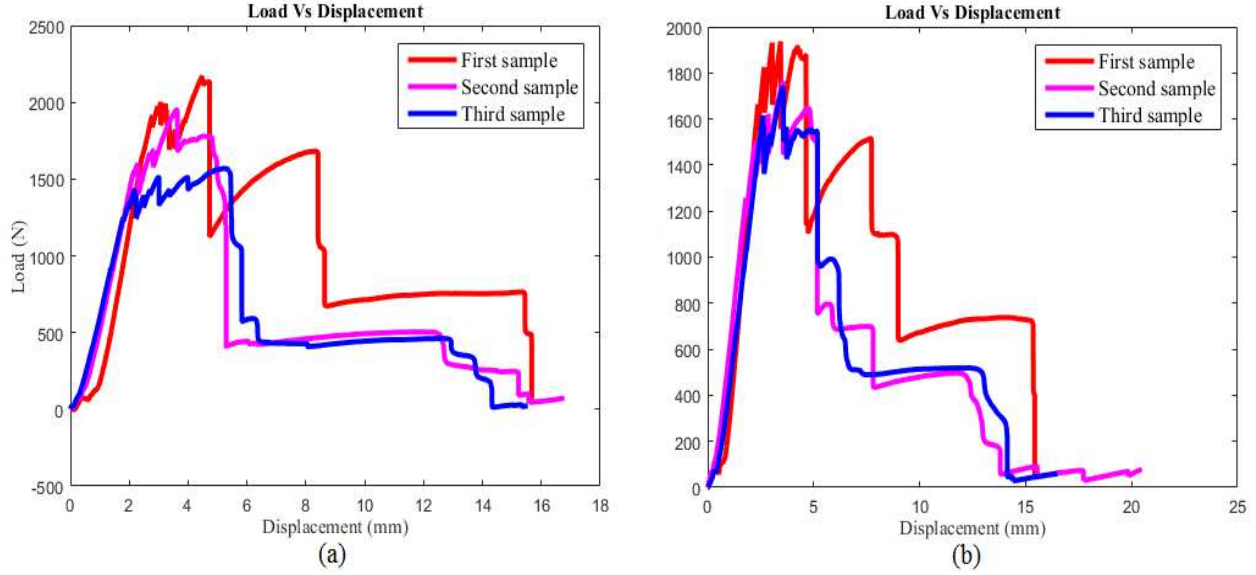 Load Vs Displacement
2500
2000
1500
1000
500
0
-500
Load (N)
First sample
Second sample
Third sample
0 2 4 6 8 10 12 14 16 18
Displacement (mm)
(a)
Load Vs Displacement
2000
1800
1600
1400
1200
1000
800
600
400
200
0
First sample
Second sample
Third sample
0 5 10 15 20 25
Displacement (mm)
(b)